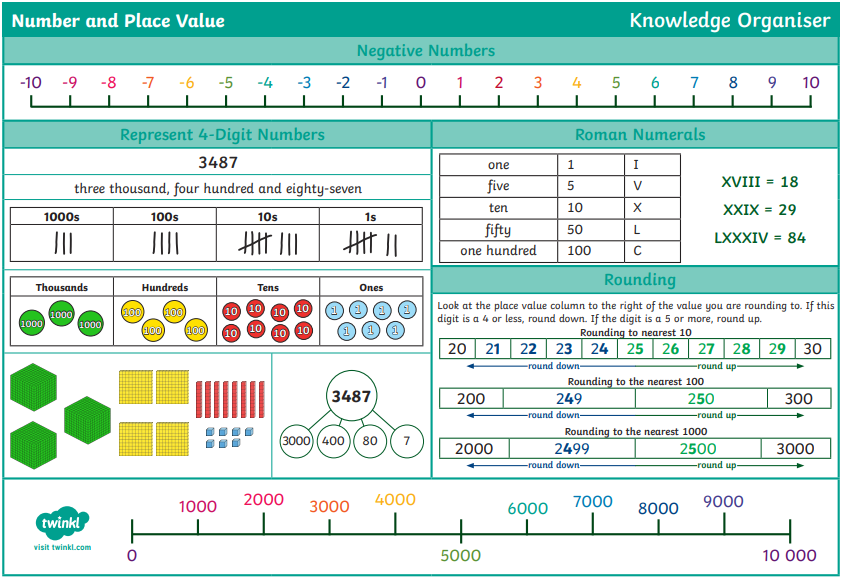 Number and Place Value
Knowledge Organiser
Negative Numbers
-10 -9 -8 -7 -6 -5 -4 -3 -2 -1 0 1 2 3 4 5 6 7 8 9 10
Represent 4-Digit Numbers
3487
three thousand, four hundred and eighty-seven
1000s 100s 10s 1s
Thousands Hundreds Tens Ones
1000 1000 1000
100 100 100 100
10 10 10 10
10 10 10 10
1 1 1 1
1 1 1
3487
3000 400 80 7
Roman Numerals
one 1 I
five 5 V
ten 10 X
fifty 50 L
one hundred 100 C
XVIII = 18
XXIX = 29
LXXXIV = 84
Rounding
Look at the place value column to the right of the value you are rounding to. If this
digit is a 4 or less, round down. If the digit is a 5 or more, round up.
Rounding to nearest 10
20 21 22 23 24 25 26 27 28 29 30
round down round up
Rounding to the nearest 100
200 249 250 300
round down round up
Rounding to the nearest 1000
2000 2499 2500 3000
round down round up
twinkl
visit twinkl.com
0 1000 2000 3000 4000 5000 6000 7000 8000 9000 10 000